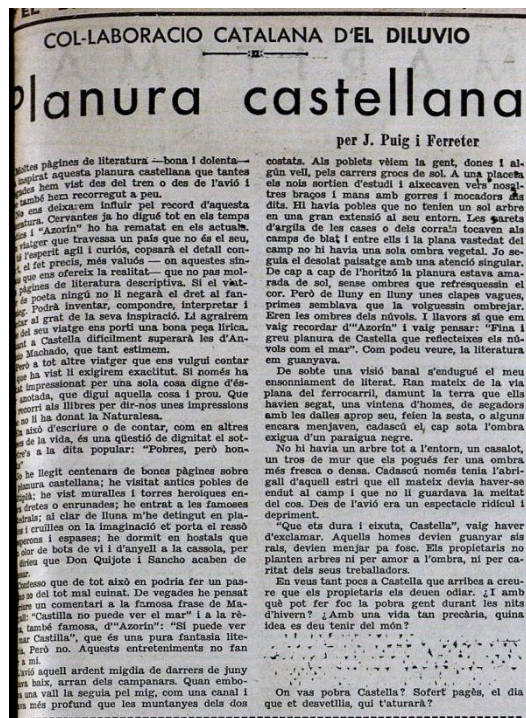 COL·LABORACIO CATALANA D'EL DILUVIO
Planura castellana
per J. Puig i Ferreter
Moltes pàgines de literatura —bona i dolenta—
inspirat aquesta planura castellana que tantes
hem vist des del tren o des de l'avió i
també hem recorregut a peu.
No ens deixarem influir pel record d'aquesta
Cervantes ja ho digué tot en els temps
i "Azorín" ho ha rematat en els actuals.
viatger que travessa un país que no és el seu,
l'esperit àgil i curiós, copsarà el detall con-
el fet precís, més valuós — on aquestes sín-
que ens ofereix la realitat— que no pas mol-
pàgines de literatura descriptiva. Si el viat-
és poeta ningú no li negarà el dret al fan-
Podrà inventar, compondre, interpretar i
al grat de la seva inspiració. Li agrairem
del seu viatge ens porti una bona peça lírica.
a Castella difícilment superarà les d'An-
Machado, que tant estimem.
Però a tot altre viatger que ens vulgui contar
que ha vist li exigirem exactitud. Si només ha
impressionat per una sola cosa digne d'és-
anotada, que digui aquella cosa i prou. Que
recorri als llibres per dir-nos unes impressions
no li ha donat la Naturalesa.
això d'escriure o de contar, com en altres
de la vida, és una qüestió de dignitat el sot-
a la dita popular: "Pobres, però hon-
he llegit centenars de bones pàgines sobre
planura castellana; he visitat antics pobles de
he vist muralles i torres heroiques en-
dretes o enrunades; he entrat a les famoses
m'he detingut en pla-
i cruïlles on la imaginació et porta el ressò
i espases; he dormit en hostals que
olor de bots de vi i d'anyell a la cassola, per
que Don Quijote i Sancho acaben de
Confesso que de tot això en podria fer un pas-
no del tot mal cuinat. De vegades he pensat
un comentari a la famosa frase de Ma-
"Castilla no puede ver el mar" i a la rè-
també famosa, d'"Azorín": "Si puede ver
mar Castilla", que és una pura fantasia lite-
Però no. Aquests entreteniments no fan
a mi.
L'avió aquell ardent migdia de darrers de juny
baix, arran dels campanars. Quan embo-
una vall la seguia pel mig, com una canal i
més profund que les muntanyes dels dos
costats. Als poblets vèiem la gent, dones i al-
gún vell, pels carrers grocs de sol. A una placeta
els nois sortien d'estudi i aixecaven vers nosal-
tres braços i mans amb gorres i mocadors als
dits. Hi havia pobles que no tenien un sol arbre
en una gran extensió al seu entorn. Les parets
d'argila de les cases o dels corrals tocaven als
camps de blat i entre ells i la plana vastedat del
camp no hi havia una sola ombra vegetal. Jo se-
guia el desolat paisatge amb una atenció singular.
De cap a cap de l'horitzó la planura estava ama-
rada de sol, sense ombres que refresquessin el
cor. Però de lluny en lluny unes clapes vagues,
primes semblava que la volguessin ombrejar.
Eren les ombres dels núvols. I llavors sí que em
vaig recordar d'"Azorín" i vaig pensar: "Fina i
greu planura de Castella que reflecteixes els nú-
vols com el mar". Com podeu veure, la literatura
em guanyava.
De sobte una visió banal s'endugué el meu
ensonniament de literat. Ran mateix de la via
plana del ferrocarril, damunt la terra que ells
havien segat, una vintena d'homes, de segadors
amb les dalles aprop seu, feien la sesta, o alguns
encara menjaven, cadascú el cap sota l'ombra
exigua d'un paraigua negre.
No hi havia un arbre tot a l'entorn, un casalot,
un tros de mur que els pogués fer una ombra
més fresca o densa. Cadascú només tenia l'abri-
gall d'aquell estri que ell mateix devia haver-se
endut al camp i que no li guardava la meitat
del cos. Des de l'avió era un espectacle ridícul i
depriment.
"Que ets dura i eixuta, Castella", vaig haver
d'exclamar. Aquells homes devien guanyar sis
rals, devien menjar pa fosc. Els propietaris no
planten arbres ni per amor a l'ombra, ni per ca-
ritat dels seus treballadors.
En veus tant pocs a Castella que arribes a creu-
re que els propietaris els deuen odiar. ¿I amb
què pot fer foc la pobra gent durant les nits
d'hivern? ¿Amb una vida tan precària, quina
idea es deu tenir del món?
On vas pobra Castella? Sofert pagès, el dia
que et desvetllis, qui t'aturarà?